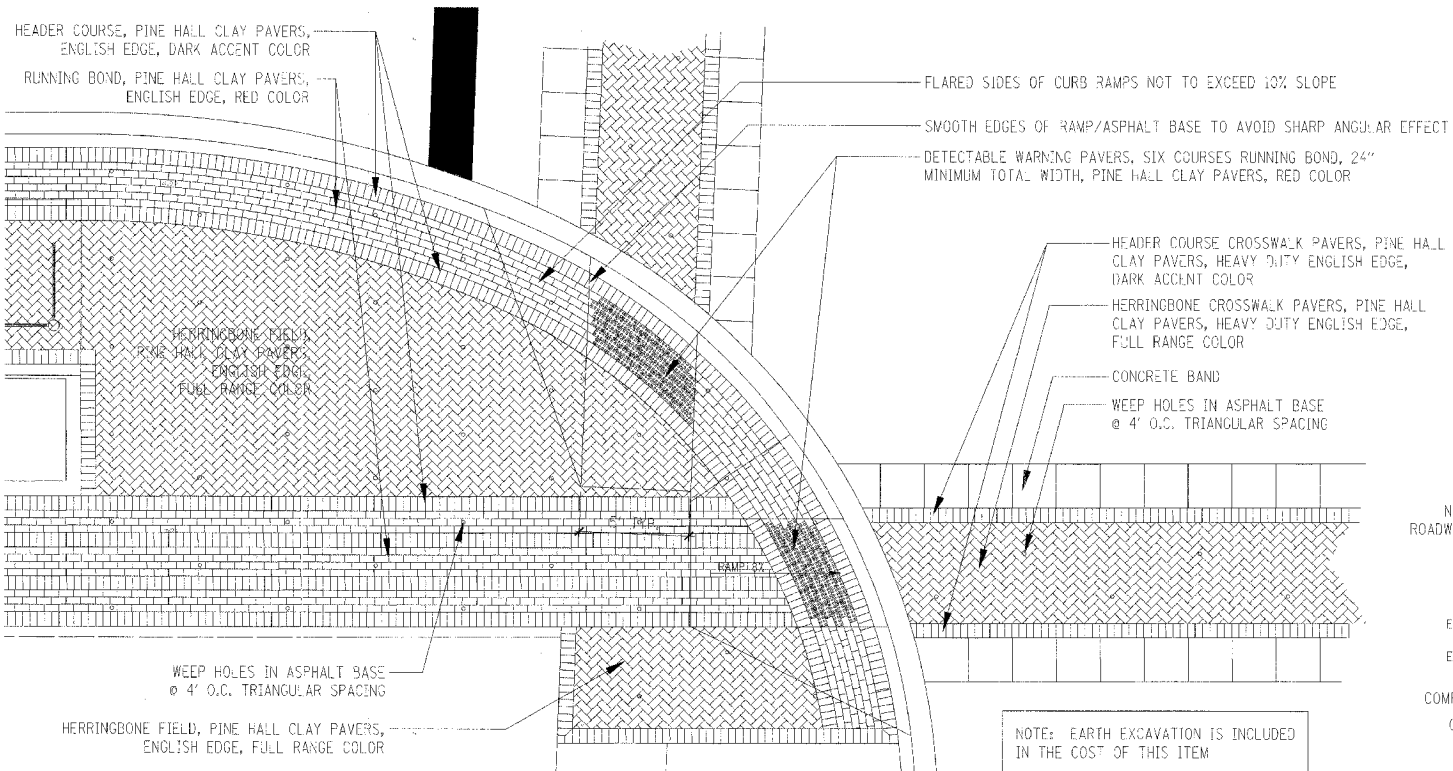 HEADER COURSE, PINE HALL CLAY PAVERS,
ENGLISH EDGE, DARK ACCENT COLOR
RUNNING BOND, PINE HALL CLAY PAVERS,
ENGLISH EDGE, RED COLOR
HERRINGBONE FIELD,
PINE HALL CLAY PAVERS,
ENGLISH EDGE,
FULL RANGE COLOR
WEEP HOLES IN ASPHALT BASE
@ 4' O.C. TRIANGULAR SPACING
HERRINGBONE FIELD, PINE HALL CLAY PAVERS,
ENGLISH EDGE, FULL RANGE COLOR
6' TYP.
RAMP 8%
FLARED SIDES OF CURB RAMPS NOT TO EXCEED 10% SLOPE
SMOOTH EDGES OF RAMP/ASPHALT BASE TO AVOID SHARP ANGULAR EFFECT
DETECTABLE WARNING PAVERS, SIX COURSES RUNNING BOND, 24"
MINIMUM TOTAL WIDTH, PINE HALL CLAY PAVERS, RED COLOR
HEADER COURSE CROSSWALK PAVERS, PINE HALL
CLAY PAVERS, HEAVY DUTY ENGLISH EDGE,
DARK ACCENT COLOR
HERRINGBONE CROSSWALK PAVERS, PINE HALL
CLAY PAVERS, HEAVY DUTY ENGLISH EDGE,
FULL RANGE COLOR
CONCRETE BAND
WEEP HOLES IN ASPHALT BASE
@ 4' O.C. TRIANGULAR SPACING
NOTE: EARTH EXCAVATION IS INCLUDED
IN THE COST OF THIS ITEM
N
ROADW
E
E
COM